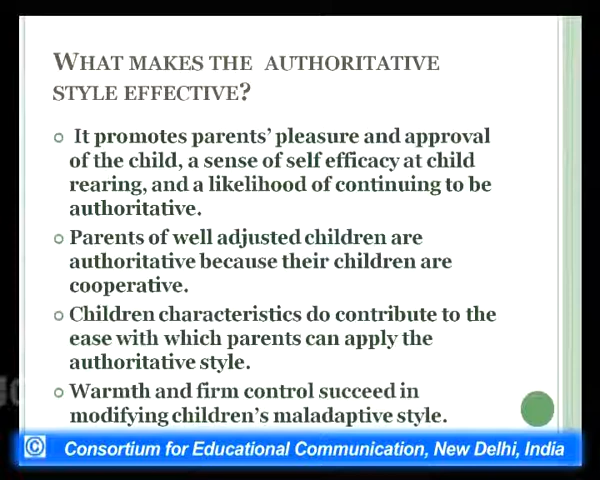 WHAT MAKES THE AUTHORITATIVE
STYLE EFFECTIVE?
It promotes parents' pleasure and approval
of the child, a sense of self efficacy at child
rearing, and a likelihood of continuing to be
authoritative.
Parents of well adjusted children are
authoritative because their children are
cooperative.
Children characteristics do contribute to the
ease with which parents can apply the
authoritative style.
Warmth and firm control succeed in
modifying children's maladaptive style.
© Consortium for Educational Communication, New Delhi, India